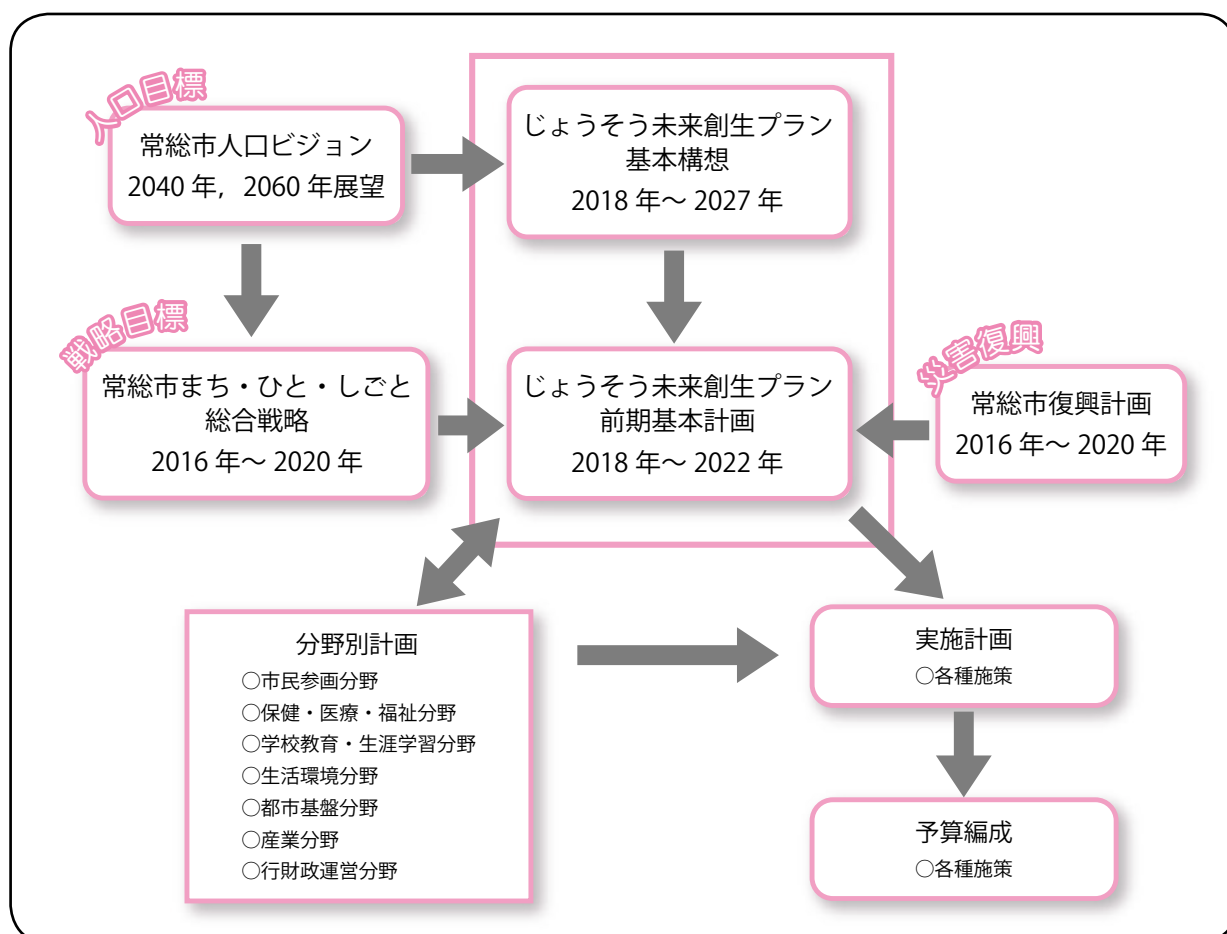 人口目標
常総市人口ビジョン
2040 年，2060 年展望
じょうそう未来創生プラン
基本構想
2018 年〜 2027 年
戦略目標
常総市まち・ひと・しごと
総合戦略
2016 年〜 2020 年
じょうそう未来創生プラン
前期基本計画
2018 年〜 2022 年
災害復興
常総市復興計画
2016 年〜 2020 年
分野別計画
○市民参画分野
○保健・医療・福祉分野
○学校教育・生涯学習分野
○生活環境分野
○都市基盤分野
○産業分野
○行財政運営分野
実施計画
○各種施策
予算編成
○各種施策